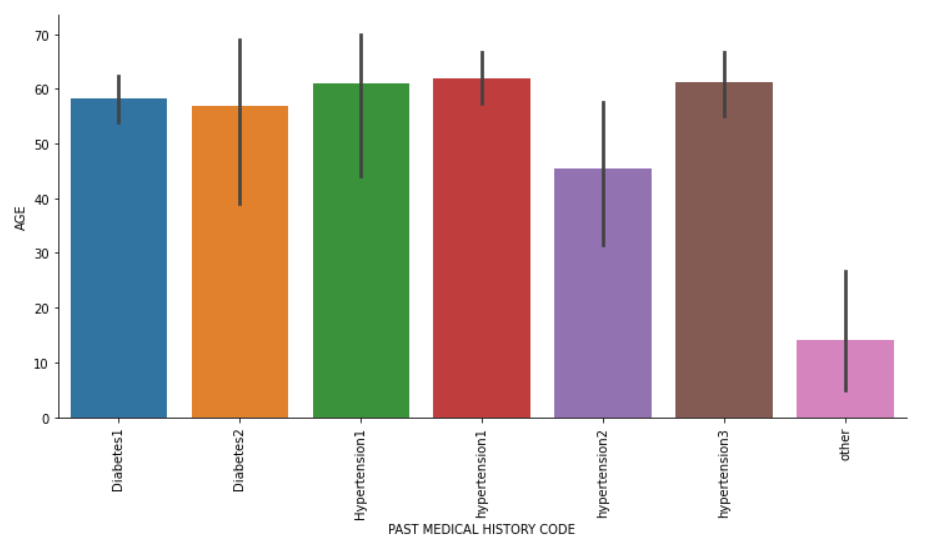 70
60
50
40
30
20
10
0
AGE
Diabetes1
Diabetes2
Hypertension1
hypertension1
hypertension2
hypertension3
other
PAST MEDICAL HISTORY CODE